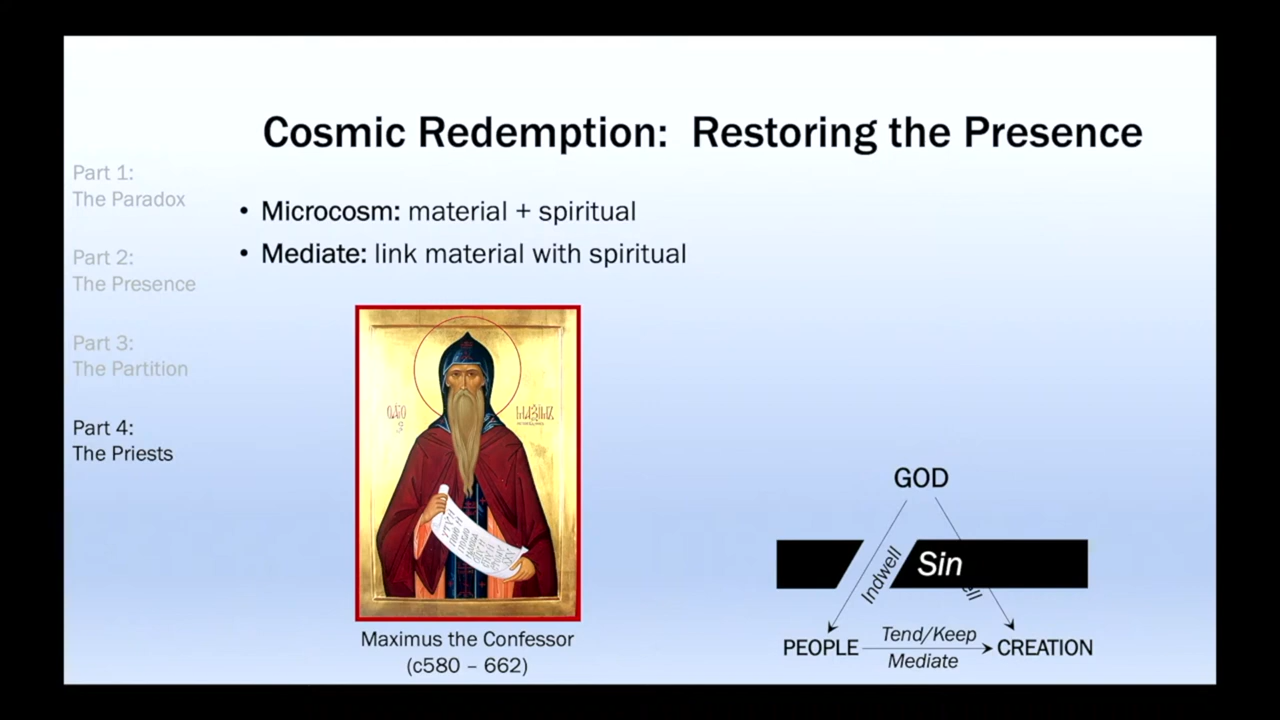 Cosmic Redemption: Restoring the Presence
Part 1:
The Paradox
Part 2:
The Presence
Part 3:
The Partition
Part 4:
The Priests
• Microcosm: material + spiritual
• Mediate: link material with spiritual
Maximus the Confessor
(c580 – 662)
GOD
Indwell
Sin
ell
PEOPLE
Tend/Keep
Mediate
CREATION